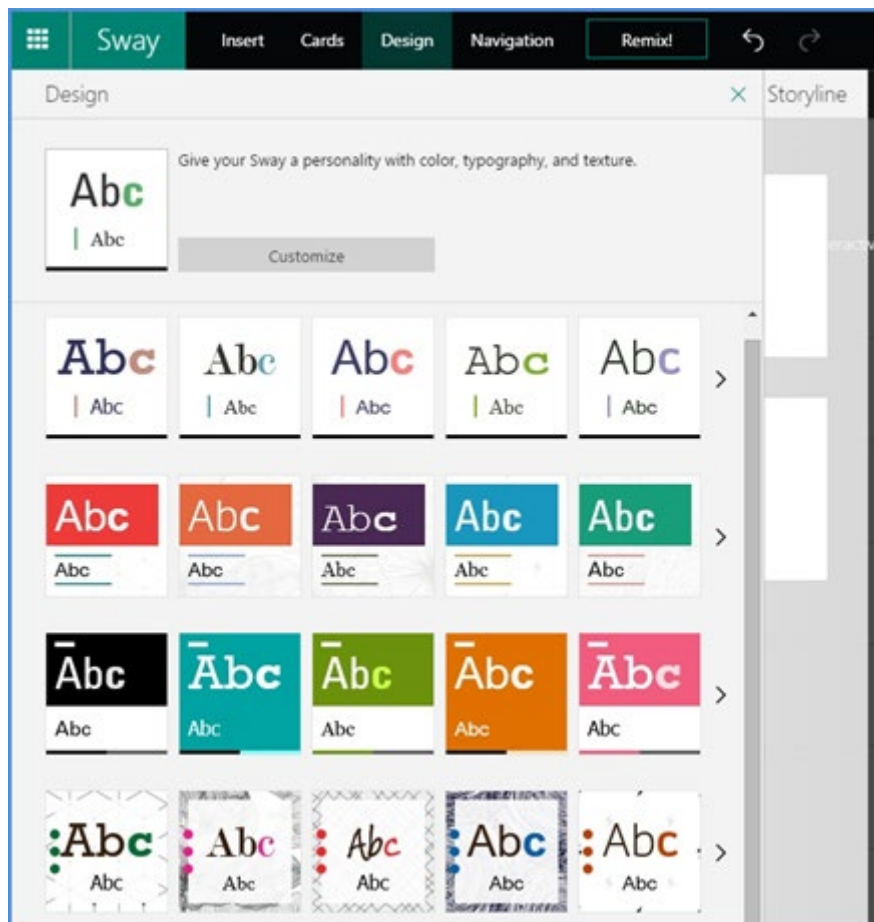 Sway Insert Cards Design Navigation Remix!
Design
Storyline
Give your Sway a personality with color, typography, and texture.
Abc
Abc
Customize
Abc Abc Abc Abc Abc
Abc Abc Abc Abc Abc
Abc Abc Abc Abc Abc
Abc Abc Abc Abc Abc
Abc Abc Abc Abc Abc
Abc Abc Abc Abc Abc
Abc Abc Abc Abc Abc
Abc Abc Abc Abc Abc